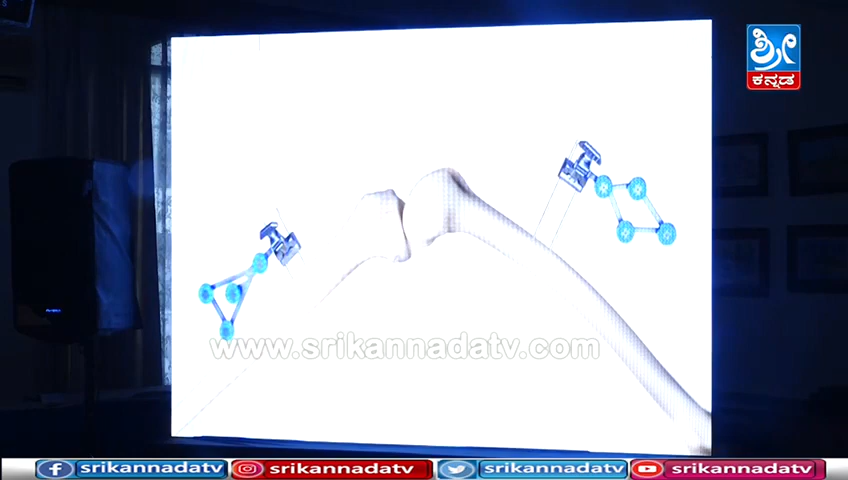 ಶ್ರೀ
ಕನ್ನಡ
www.srikannadatv.com
srikannadatv
srikannadatv
srikannadatv
srikannadatv